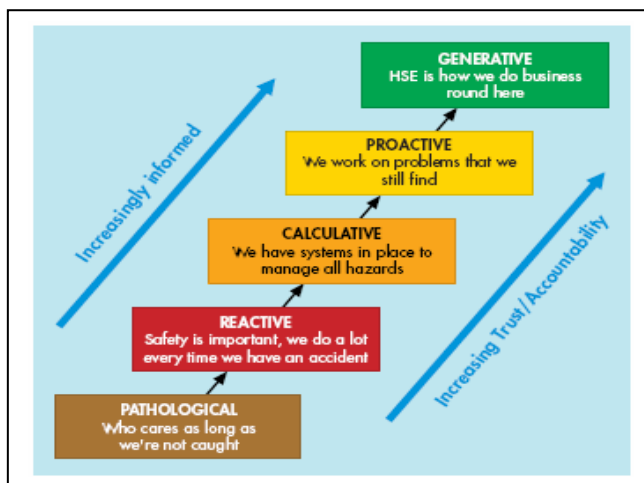 GENERATIVE
HSE is how we do business
round here
Increasingly informed
PROACTIVE
We work on problems that we
still find
CALCULATIVE
We have systems in place to
manage all hazards
Increasing Trust/Accountability
REACTIVE
Safety is important, we do a lot
every time we have an accident
PATHOLOGICAL
Who cares as long as
we're not caught